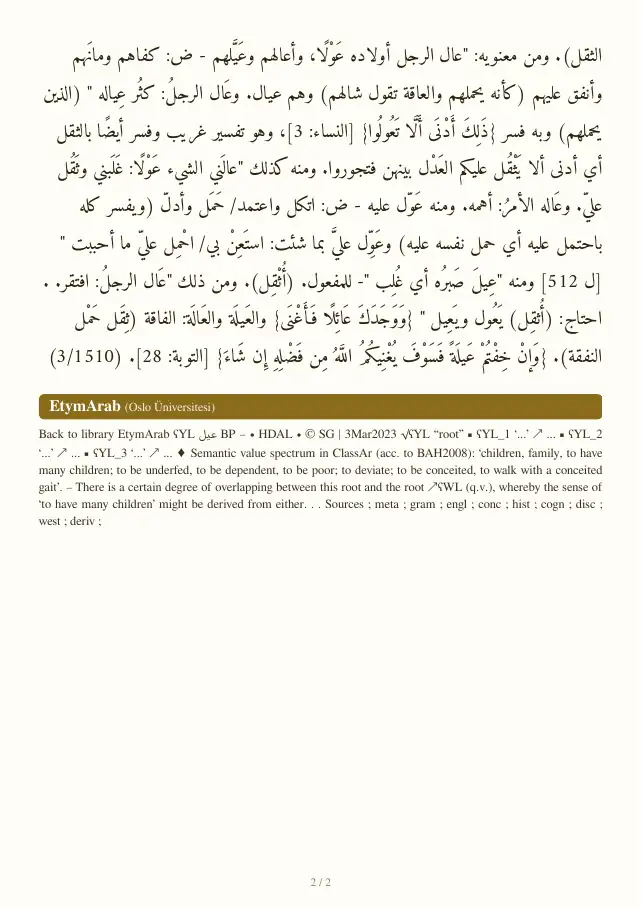 الثقل). ومن معنويه: "عال الرجل أولاده عَوْلًا، وأعالهم وعَيَّلهم - ض: كفاهم ومانَهم
وأنفق عليهم (كأنه يحملهم والعاقة تقول شالهم) وهم عيال. وعَال الرجلُ: كثُر عِياله " (الذين
يحملهم) وبه فسر {ذَلِكَ أَدْنَى أَلَّا تَعُولُوا} [النساء: 3]، وهو تفسير غريب وفسر أيضًا بالثقل
أي أدنى ألا يَثْقُل عليكم العَدْل بينهن فتجوروا. ومنه كذلك "عالَني الشيء عَوْلًا: غَلَبني وثَقُل
عليّ. وعَاله الأمرُ: أهمه. ومنه عَوّل عليه - ض: اتكل واعتمد/ حَمَل وأدلّ (ويفسر كله
باحتمل عليه أي حمل نفسه عليه) وعَوِّل عليَّ بما شئت: استَعِنْ بي/ احْمِل عليّ ما أحببت "
[ل 512] ومنه "عِيلَ صَبرُه أي غُلِب "- للمفعول. (أُثْقِل). ومن ذلك "عَال الرجلُ: افتقر. .
احتاج: (أُثقِل) يَعُول ويَعِيل " {وَوَجَدَكَ عَائِلًا فَأَغْنَى} والعَيلَة والعَالَة: الفاقة (ثِقَل حَمْل
النفقة). {وَإِنْ خِفْتُمْ عَيلَةً فَسَوْفَ يُغْنِيكُمُ اللَّهُ مِن فَضْلِهِ إِن شَاءَ} [التوبة: 28]. (3/1510)
EtymArab (Oslo Üniversitesi)
Back to library EtymArab ʕYL عيل BP – • HDAL • © SG | 3Mar2023 √ʕYL “root” ▪ ʕYL_1 ‘...’ ↗ ... ▪ ʕYL_2
‘...’ ↗ ... ▪ ʕYL_3 ‘...’ ↗ ... ♦ Semantic value spectrum in ClassAr (acc. to BAH2008): ‘children, family, to have
many children; to be underfed, to be dependent, to be poor; to deviate; to be conceited, to walk with a conceited
gait’. – There is a certain degree of overlapping between this root and the root ↗ʕWL (q.v.), whereby the sense of
‘to have many children’ might be derived from either. . . Sources ; meta ; gram ; engl ; conc ; hist ; cogn ; disc ;
west ; deriv ;
2 / 2